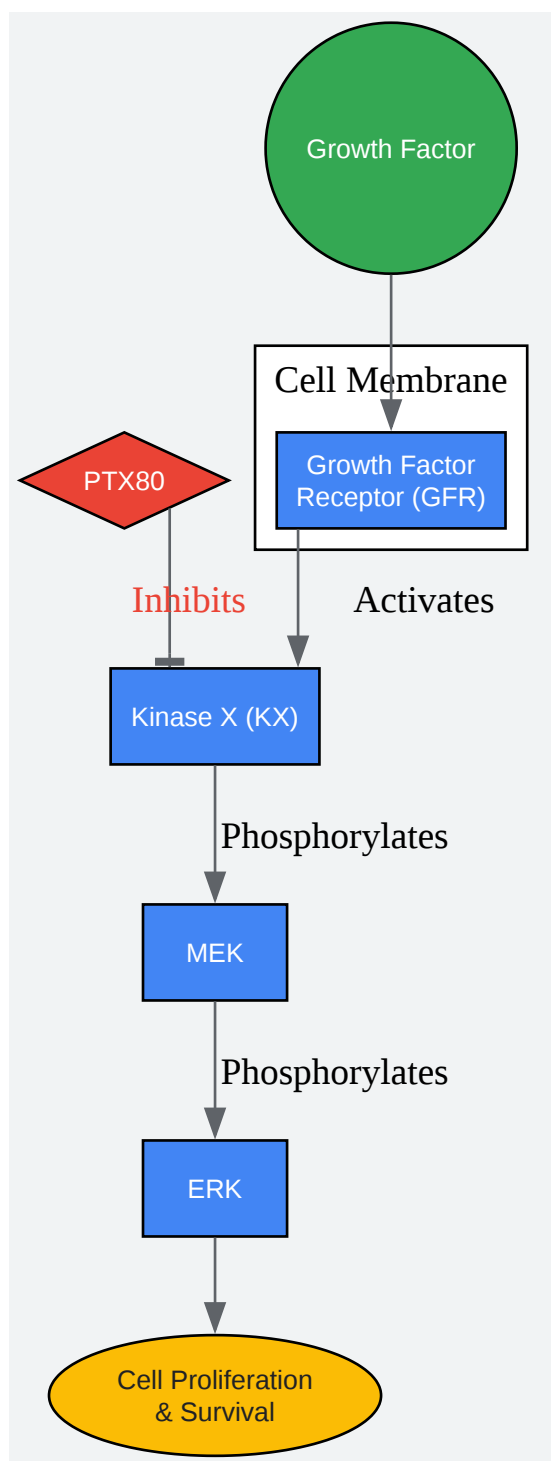 Growth Factor
Cell Membrane
Growth Factor
Receptor (GFR)
PTX80
Inhibits
Activates
Kinase X (KX)
Phosphorylates
MEK
Phosphorylates
ERK
Cell Proliferation
& Survival